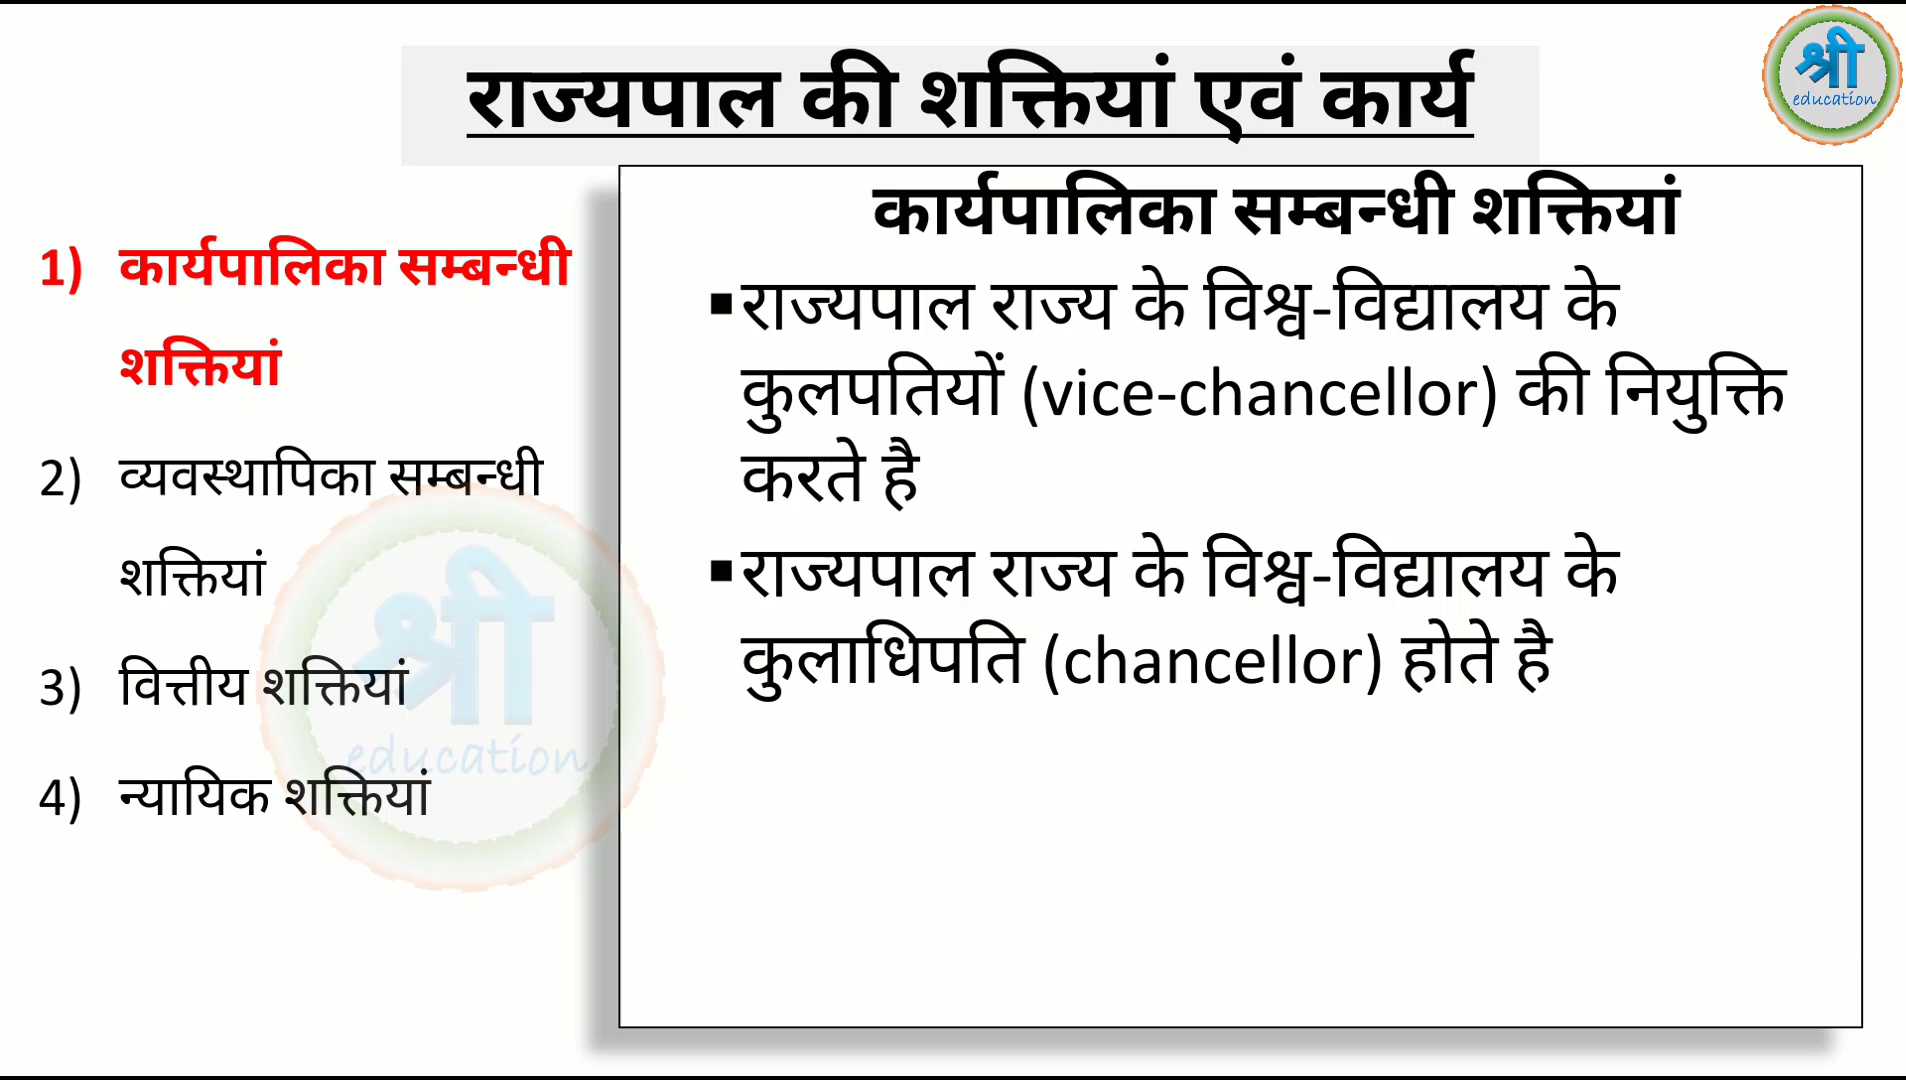 राज्यपाल की शक्तियां एवं कार्य
श्री
education
1) कार्यपालिका सम्बन्धी
शक्तियां
2) व्यवस्थापिका सम्बन्धी
शक्तियां
3) वित्तीय शक्तियां
4) न्यायिक शक्तियां
श्री
education
कार्यपालिका सम्बन्धी शक्तियां
▪राज्यपाल राज्य के विश्व-विद्यालय के
कुलपतियों (vice-chancellor) की नियुक्ति
करते है
▪राज्यपाल राज्य के विश्व-विद्यालय के
कुलाधिपति (chancellor) होते है